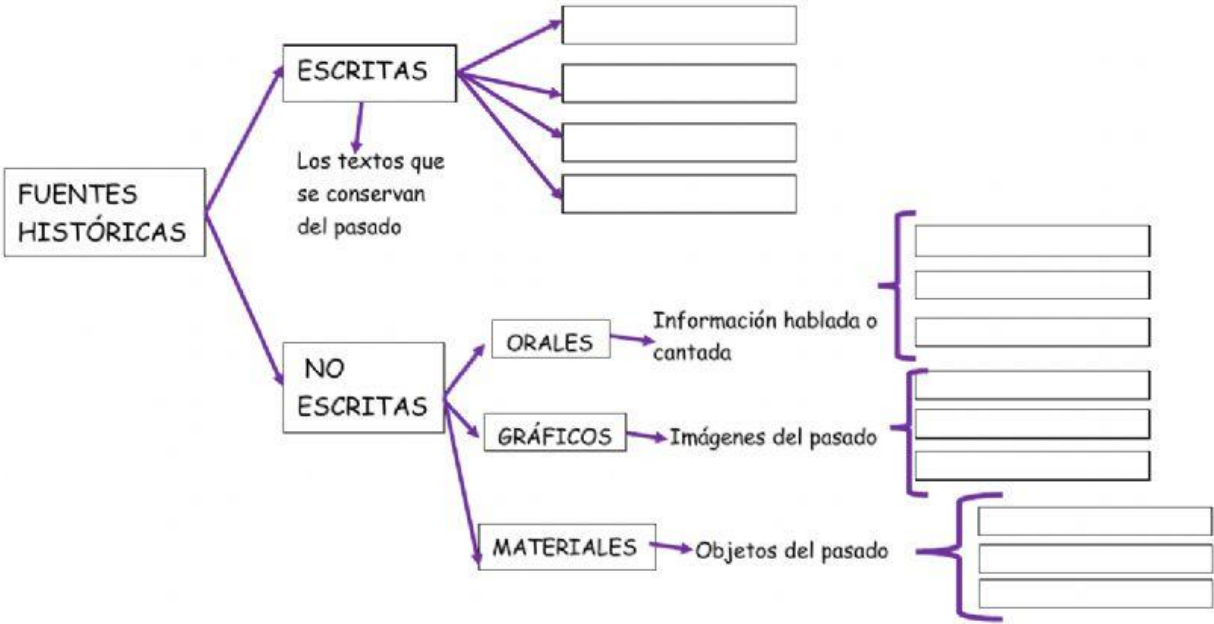 FUENTES
HISTÓRICAS
ESCRITAS
Los textos que
se conservan
del pasado
NO
ESCRITAS
ORALES
Información hablada o
cantada
GRÁFICOS
Imágenes del pasado
MATERIALES
Objetos del pasado